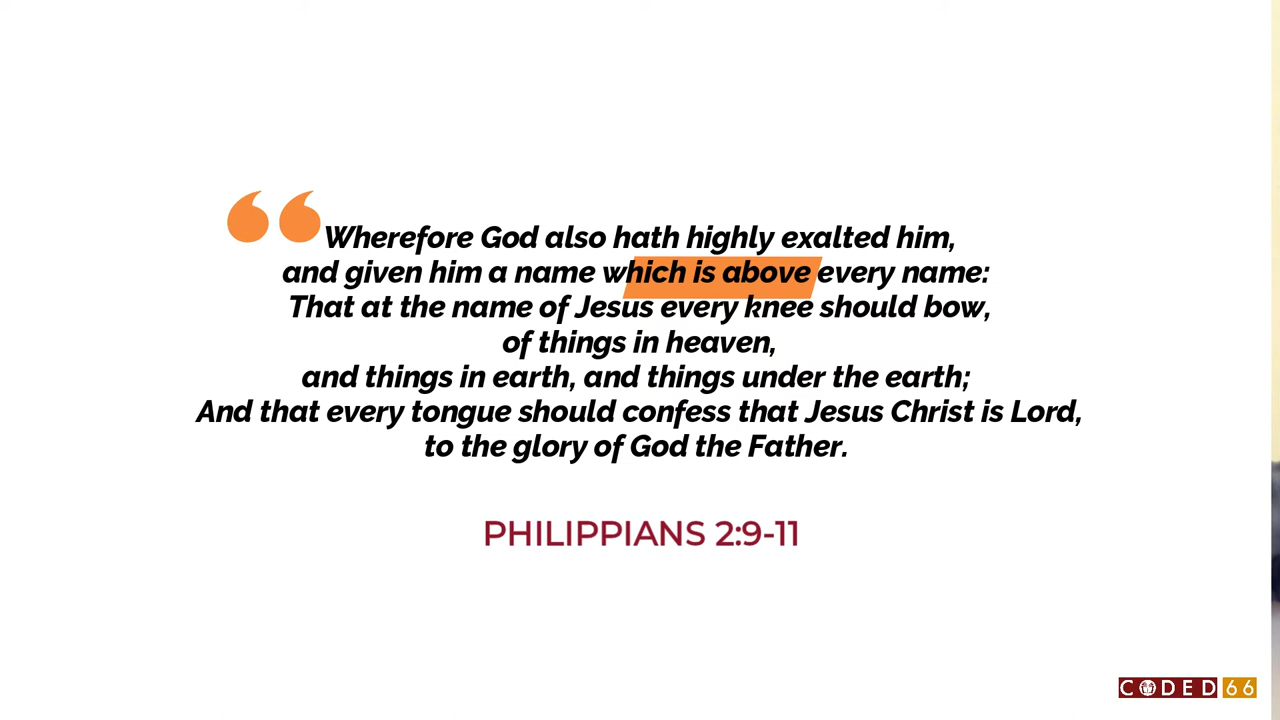 Wherefore God also hath highly exalted him,
and given him a name which is above every name:
That at the name of Jesus every knee should bow,
of things in heaven,
and things in earth, and things under the earth;
And that every tongue should confess that Jesus Christ is Lord,
to the glory of God the Father.
PHILIPPIANS 2:9-11
CODED 66